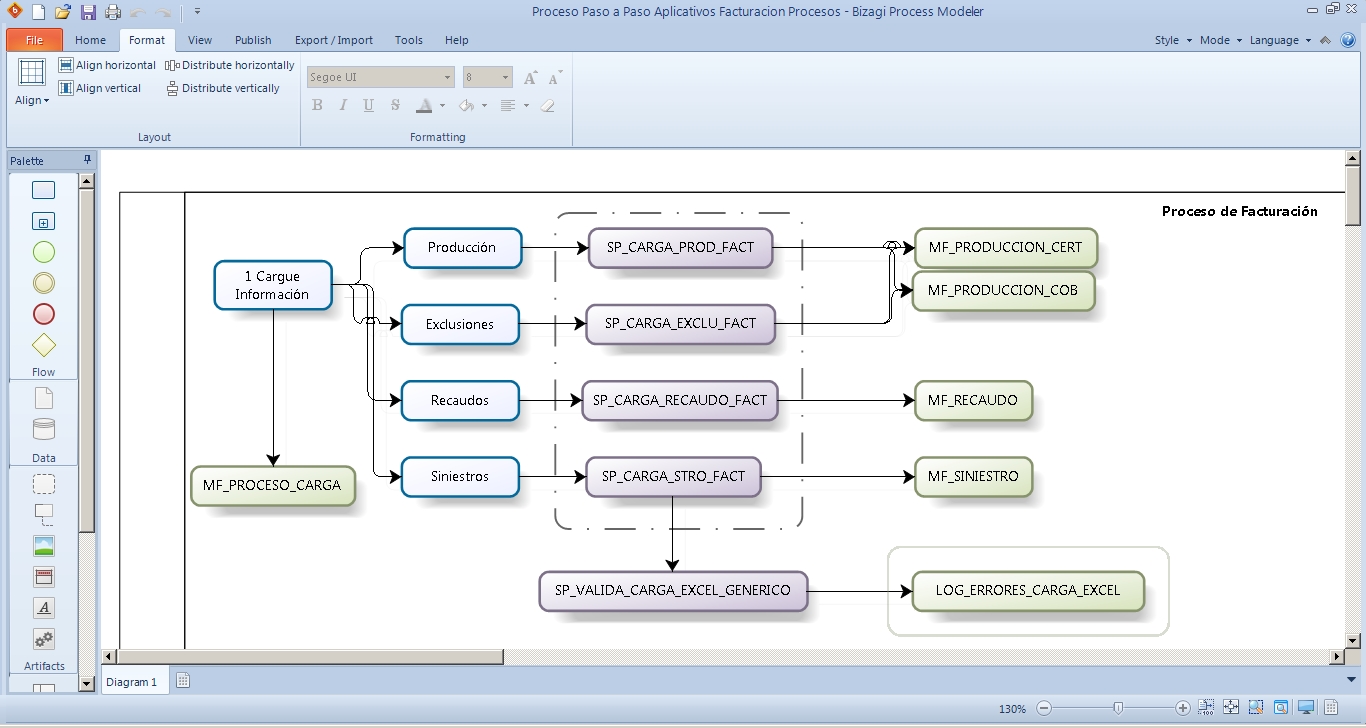 Proceso Paso a Paso Aplicativos Facturacion Procesos - Bizagi Process Modeler
File Home Format View Publish Export / Import Tools Help Style Mode Language
Align
Align horizontal
Align vertical
Distribute horizontally
Distribute vertically
Layout
Segoe UI 8
A A
B I U S A
Formatting
Palette
Flow
Data
A
Artifacts
Proceso de Facturación
1 Cargue
Información
Producción
SP_CARGA_PROD_FACT
MF_PRODUCCION_CERT
MF_PRODUCCION_COB
Exclusiones
SP_CARGA_EXCLU_FACT
Recaudos
SP_CARGA_RECAUDO_FACT
MF_RECAUDO
MF_PROCESO_CARGA
Siniestros
SP_CARGA_STRO_FACT
MF_SINIESTRO
SP_VALIDA_CARGA_EXCEL_GENERICO
LOG_ERRORES_CARGA_EXCEL
Diagram 1
130%